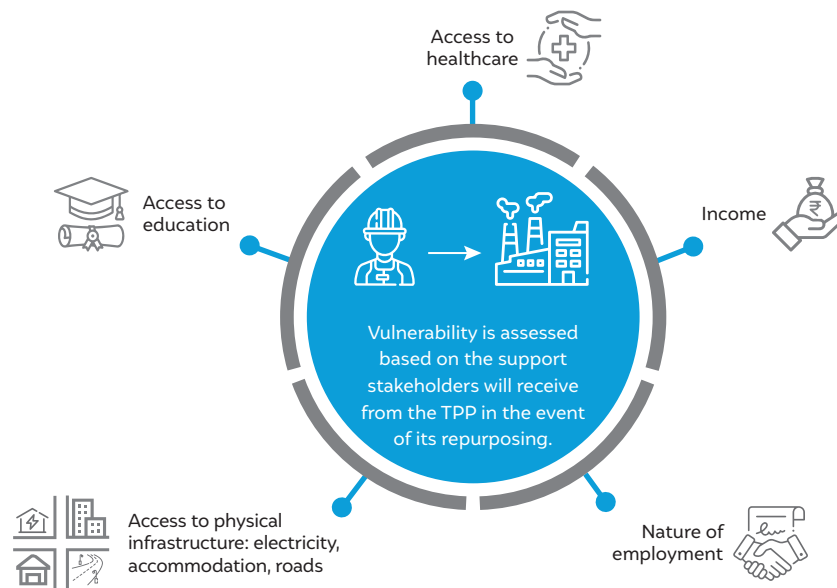 Access to
healthcare
Access to
education
Income
₹
Vulnerability is assessed
based on the support
stakeholders will receive
from the TPP in the event
of its repurposing.
Access to physical
infrastructure: electricity,
accommodation, roads
Nature of
employment